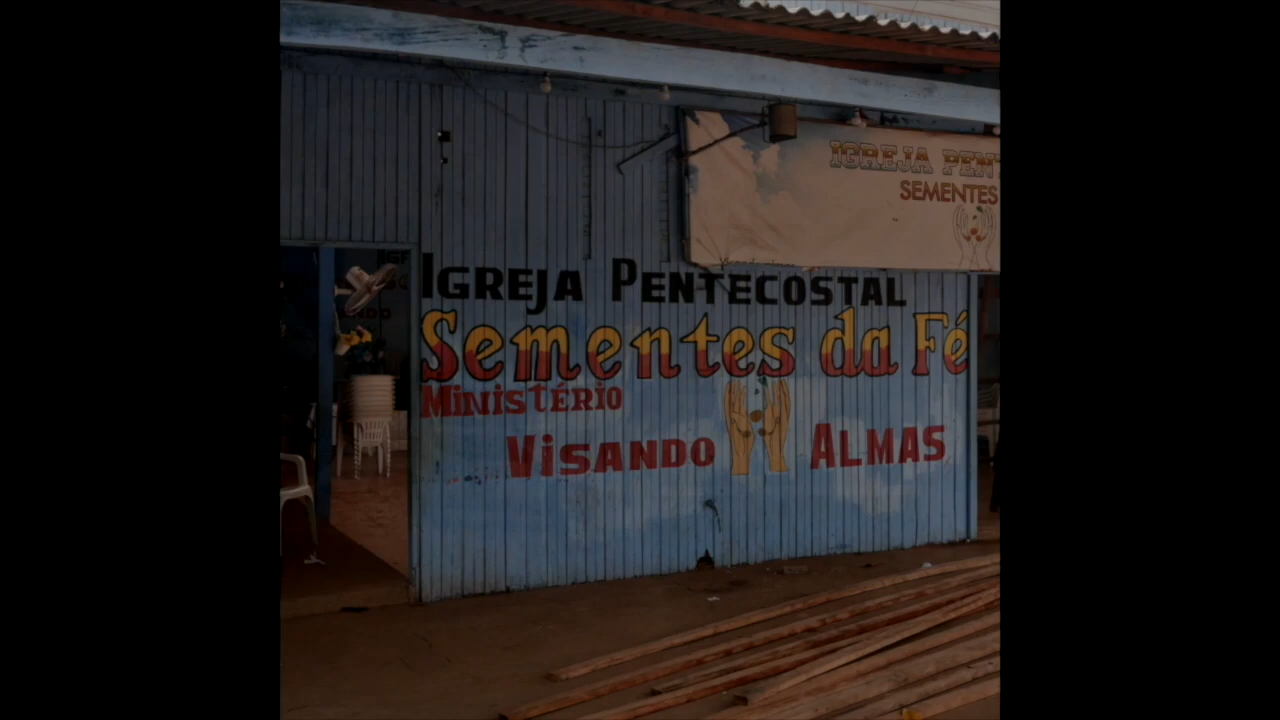 IGREJA PENT
SEMENTES
IGREJA PENTECOSTAL
Sementes da Fé
MINISTÉRIO
VISANDO ALMAS